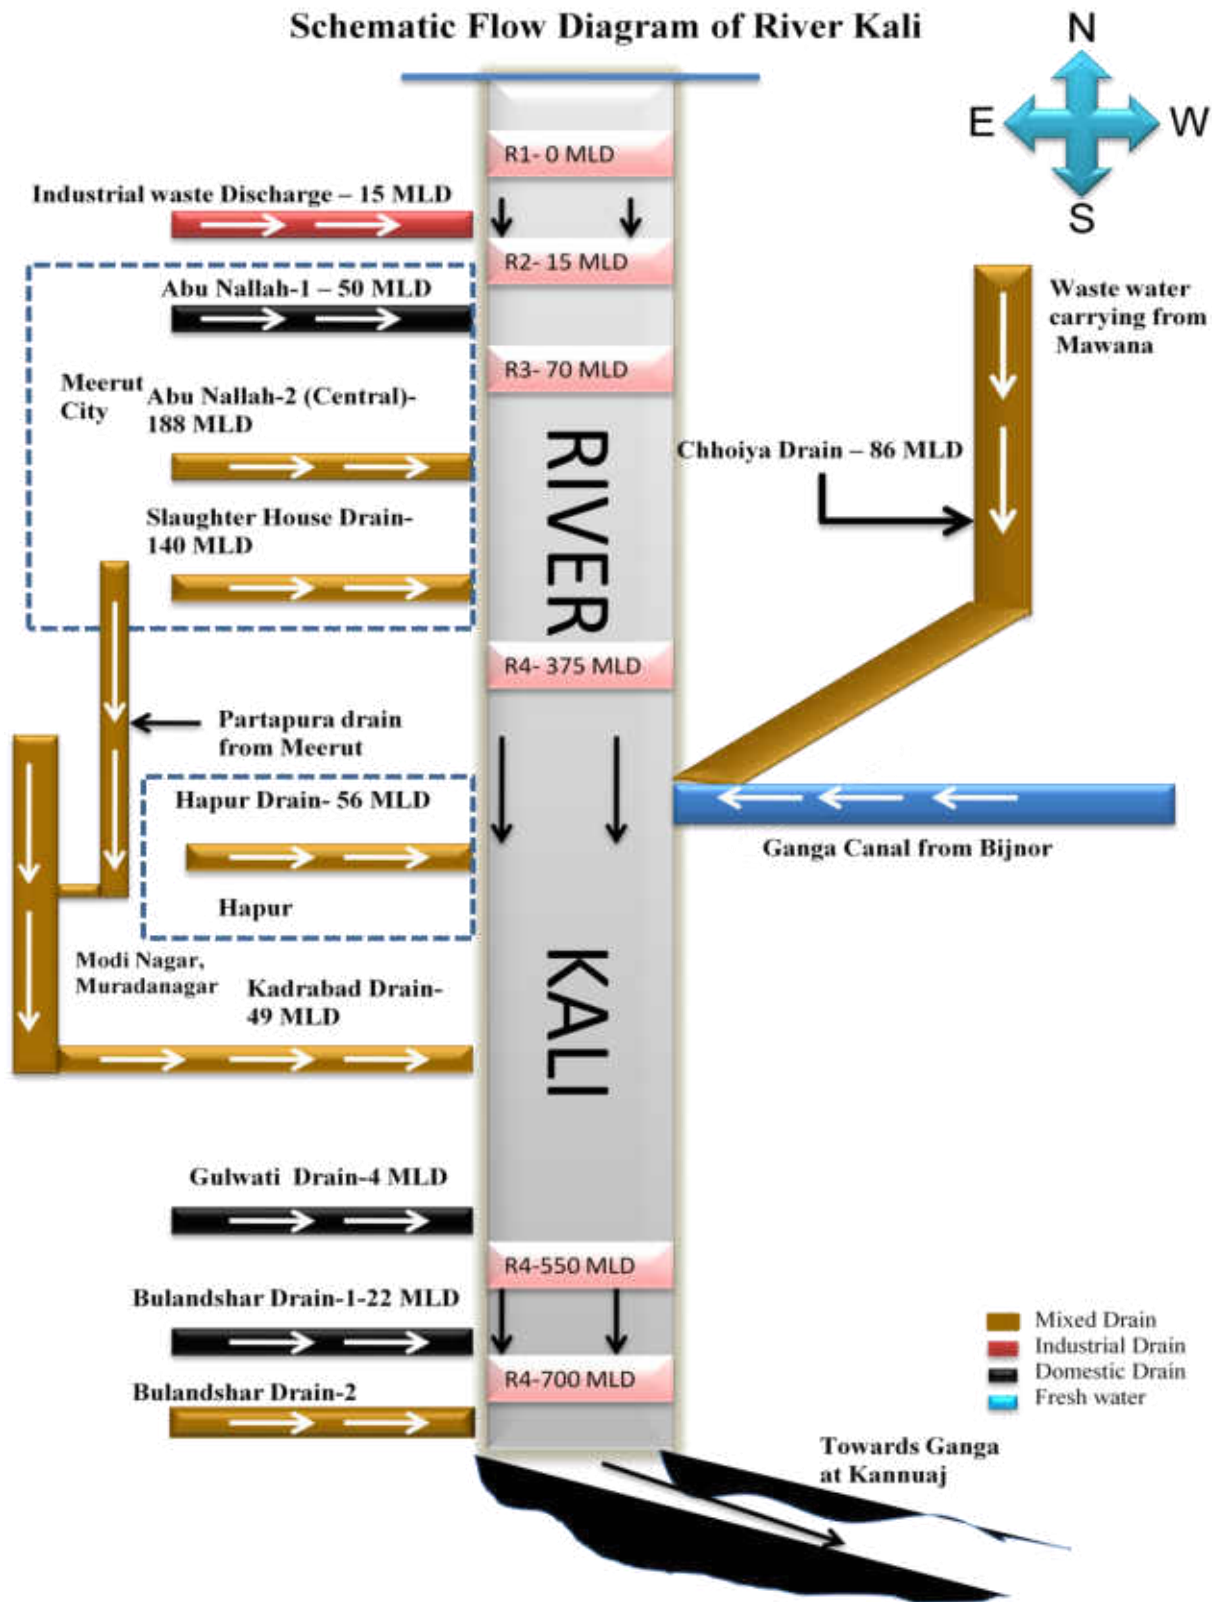 Schematic Flow Diagram of River Kali
N
E
W
S
R1- 0 MLD
Industrial waste Discharge – 15 MLD
R2- 15 MLD
Abu Nallah-1 – 50 MLD
Waste water
carrying from
Mawana
R3- 70 MLD
Meerut
City
Abu Nallah-2 (Central)-
188 MLD
RIVER
Chhoiya Drain – 86 MLD
Slaughter House Drain-
140 MLD
R4- 375 MLD
Partapura drain
from Meerut
Hapur Drain- 56 MLD
Ganga Canal from Bijnor
Hapur
KALI
Modi Nagar,
Muradanagar
Kadrabad Drain-
49 MLD
Gulwati Drain-4 MLD
R4-550 MLD
Bulandshar Drain-1-22 MLD
R4-700 MLD
Bulandshar Drain-2
Mixed Drain
Industrial Drain
Domestic Drain
Fresh water
Towards Ganga
at Kannuaj